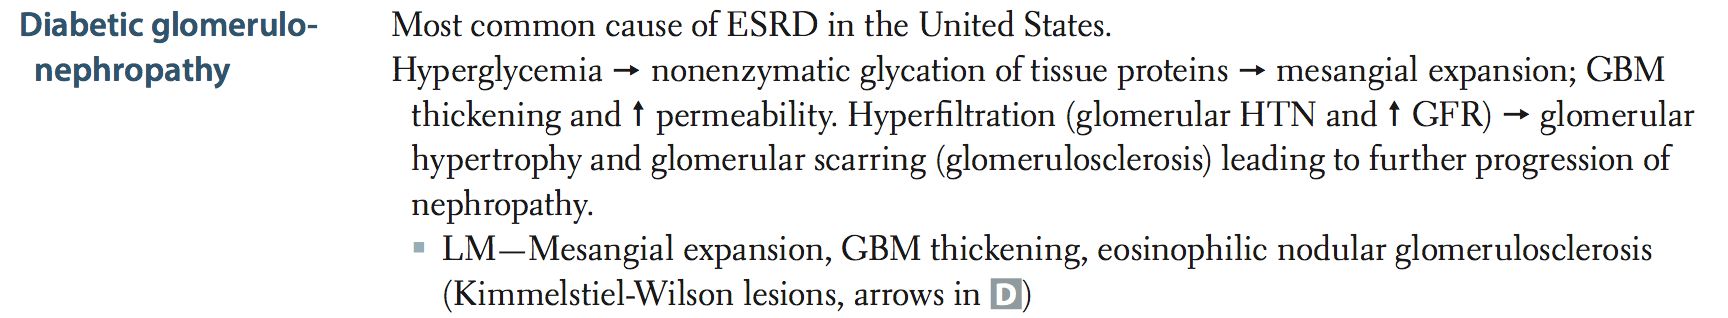 Diabetic glomerulo-
nephropathy
Most common cause of ESRD in the United States.
Hyperglycemia → nonenzymatic glycation of tissue proteins → mesangial expansion; GBM
thickening and ↑ permeability. Hyperfiltration (glomerular HTN and ↑ GFR) → glomerular
hypertrophy and glomerular scarring (glomerulosclerosis) leading to further progression of
nephropathy.
▪ LM—Mesangial expansion, GBM thickening, eosinophilic nodular glomerulosclerosis
(Kimmelstiel-Wilson lesions, arrows in D)